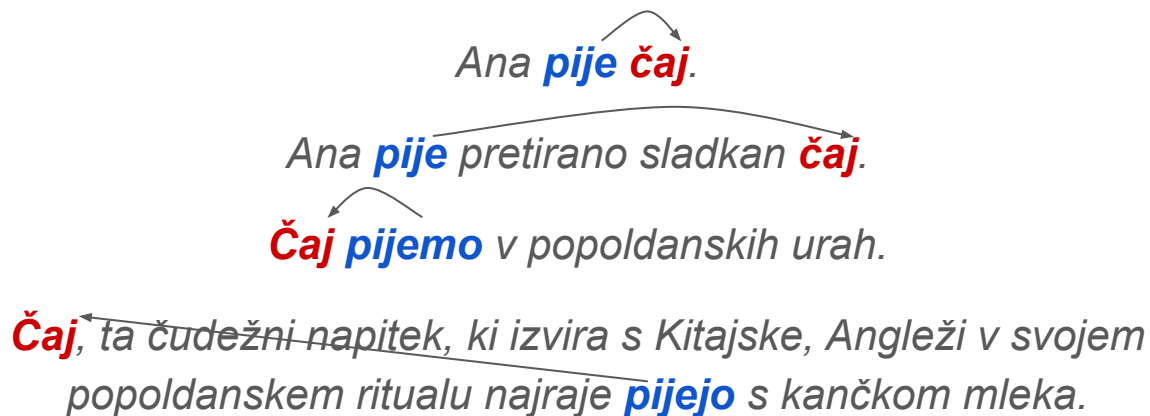 Ana pije čaj.
Ana pije pretirano sladkan čaj.
Čaj pijemo v popoldanskih urah.
Čaj, ta čudežni napitek, ki izvira s Kitajske, Angleži v svojem
popoldanskem ritualu najraje pijejo s kančkom mleka.